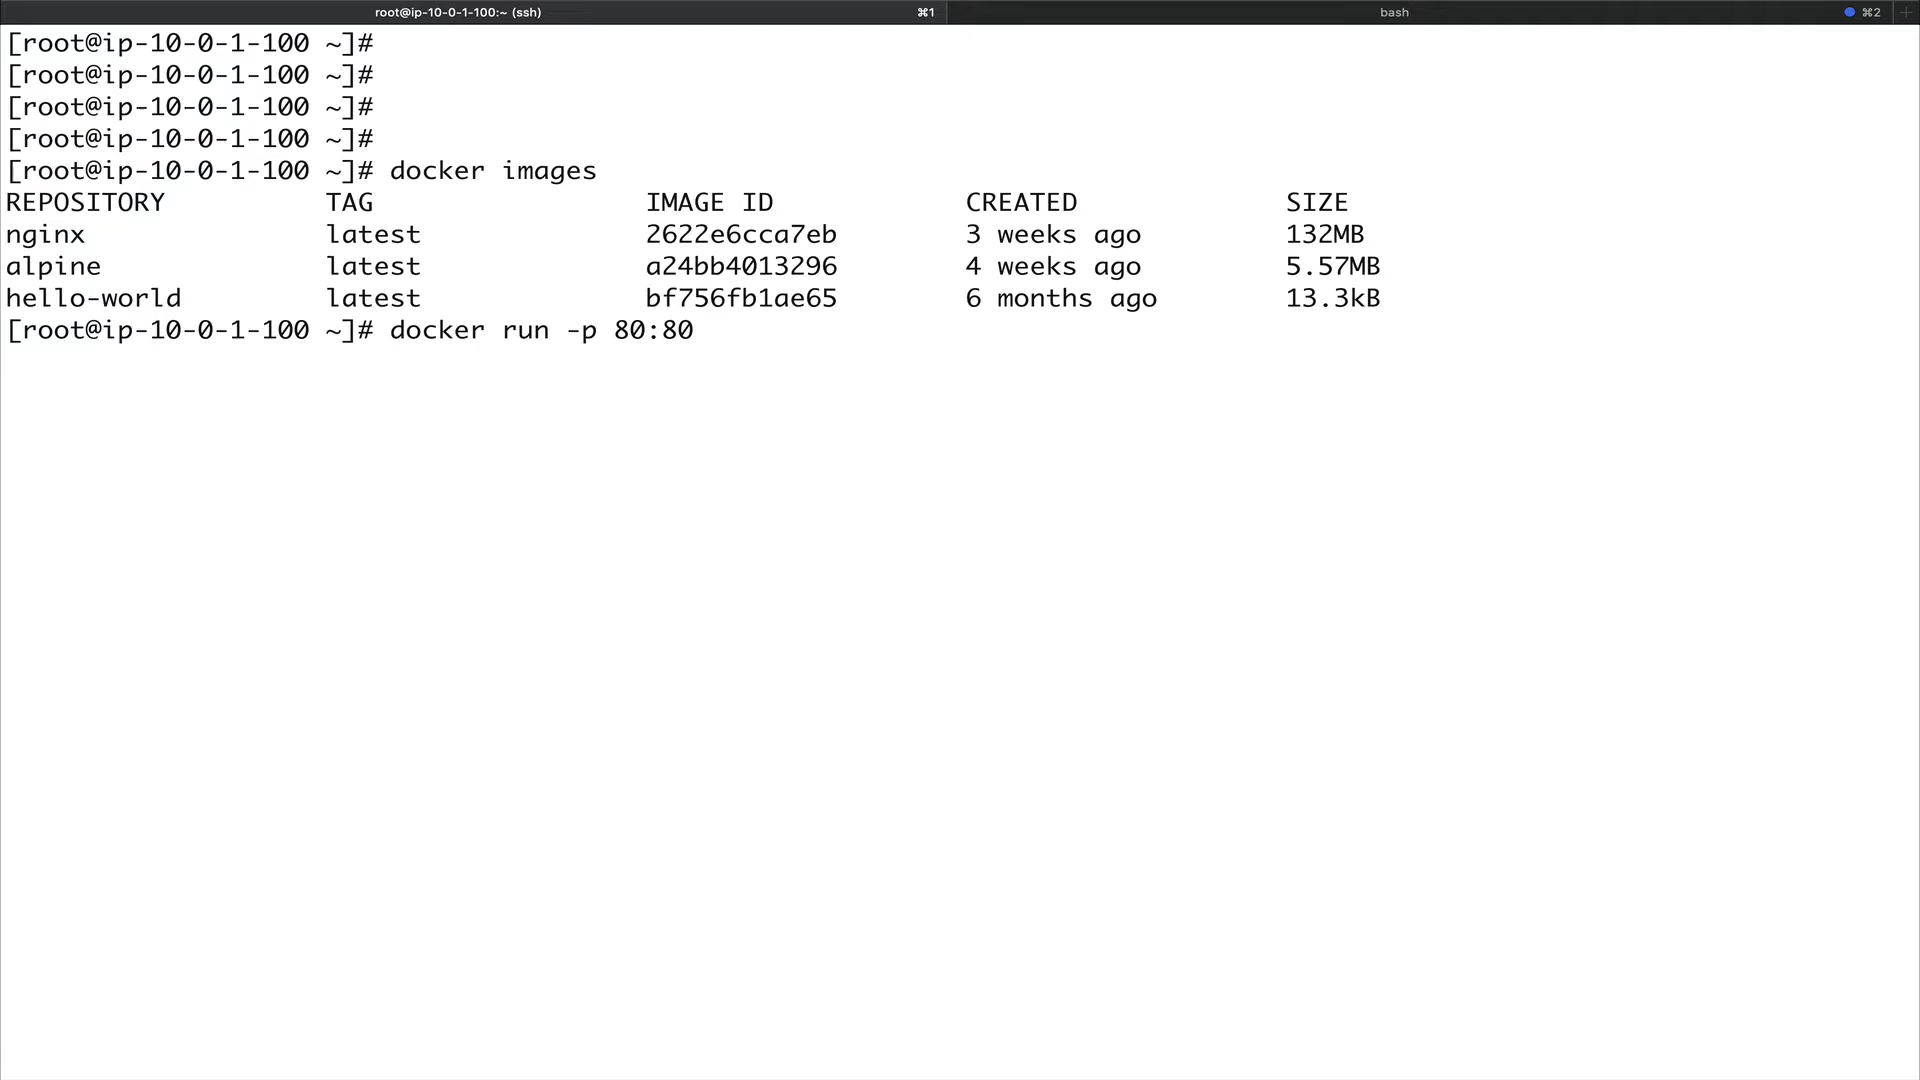 root@ip-10-0-1-100:~ (ssh) ⌘1 bash ⌘2
[root@ip-10-0-1-100 ~]#
[root@ip-10-0-1-100 ~]#
[root@ip-10-0-1-100 ~]#
[root@ip-10-0-1-100 ~]#
[root@ip-10-0-1-100 ~]# docker images
REPOSITORY TAG IMAGE ID CREATED SIZE
nginx latest 2622e6cca7eb 3 weeks ago 132MB
alpine latest a24bb4013296 4 weeks ago 5.57MB
hello-world latest bf756fb1ae65 6 months ago 13.3kB
[root@ip-10-0-1-100 ~]# docker run -p 80:80